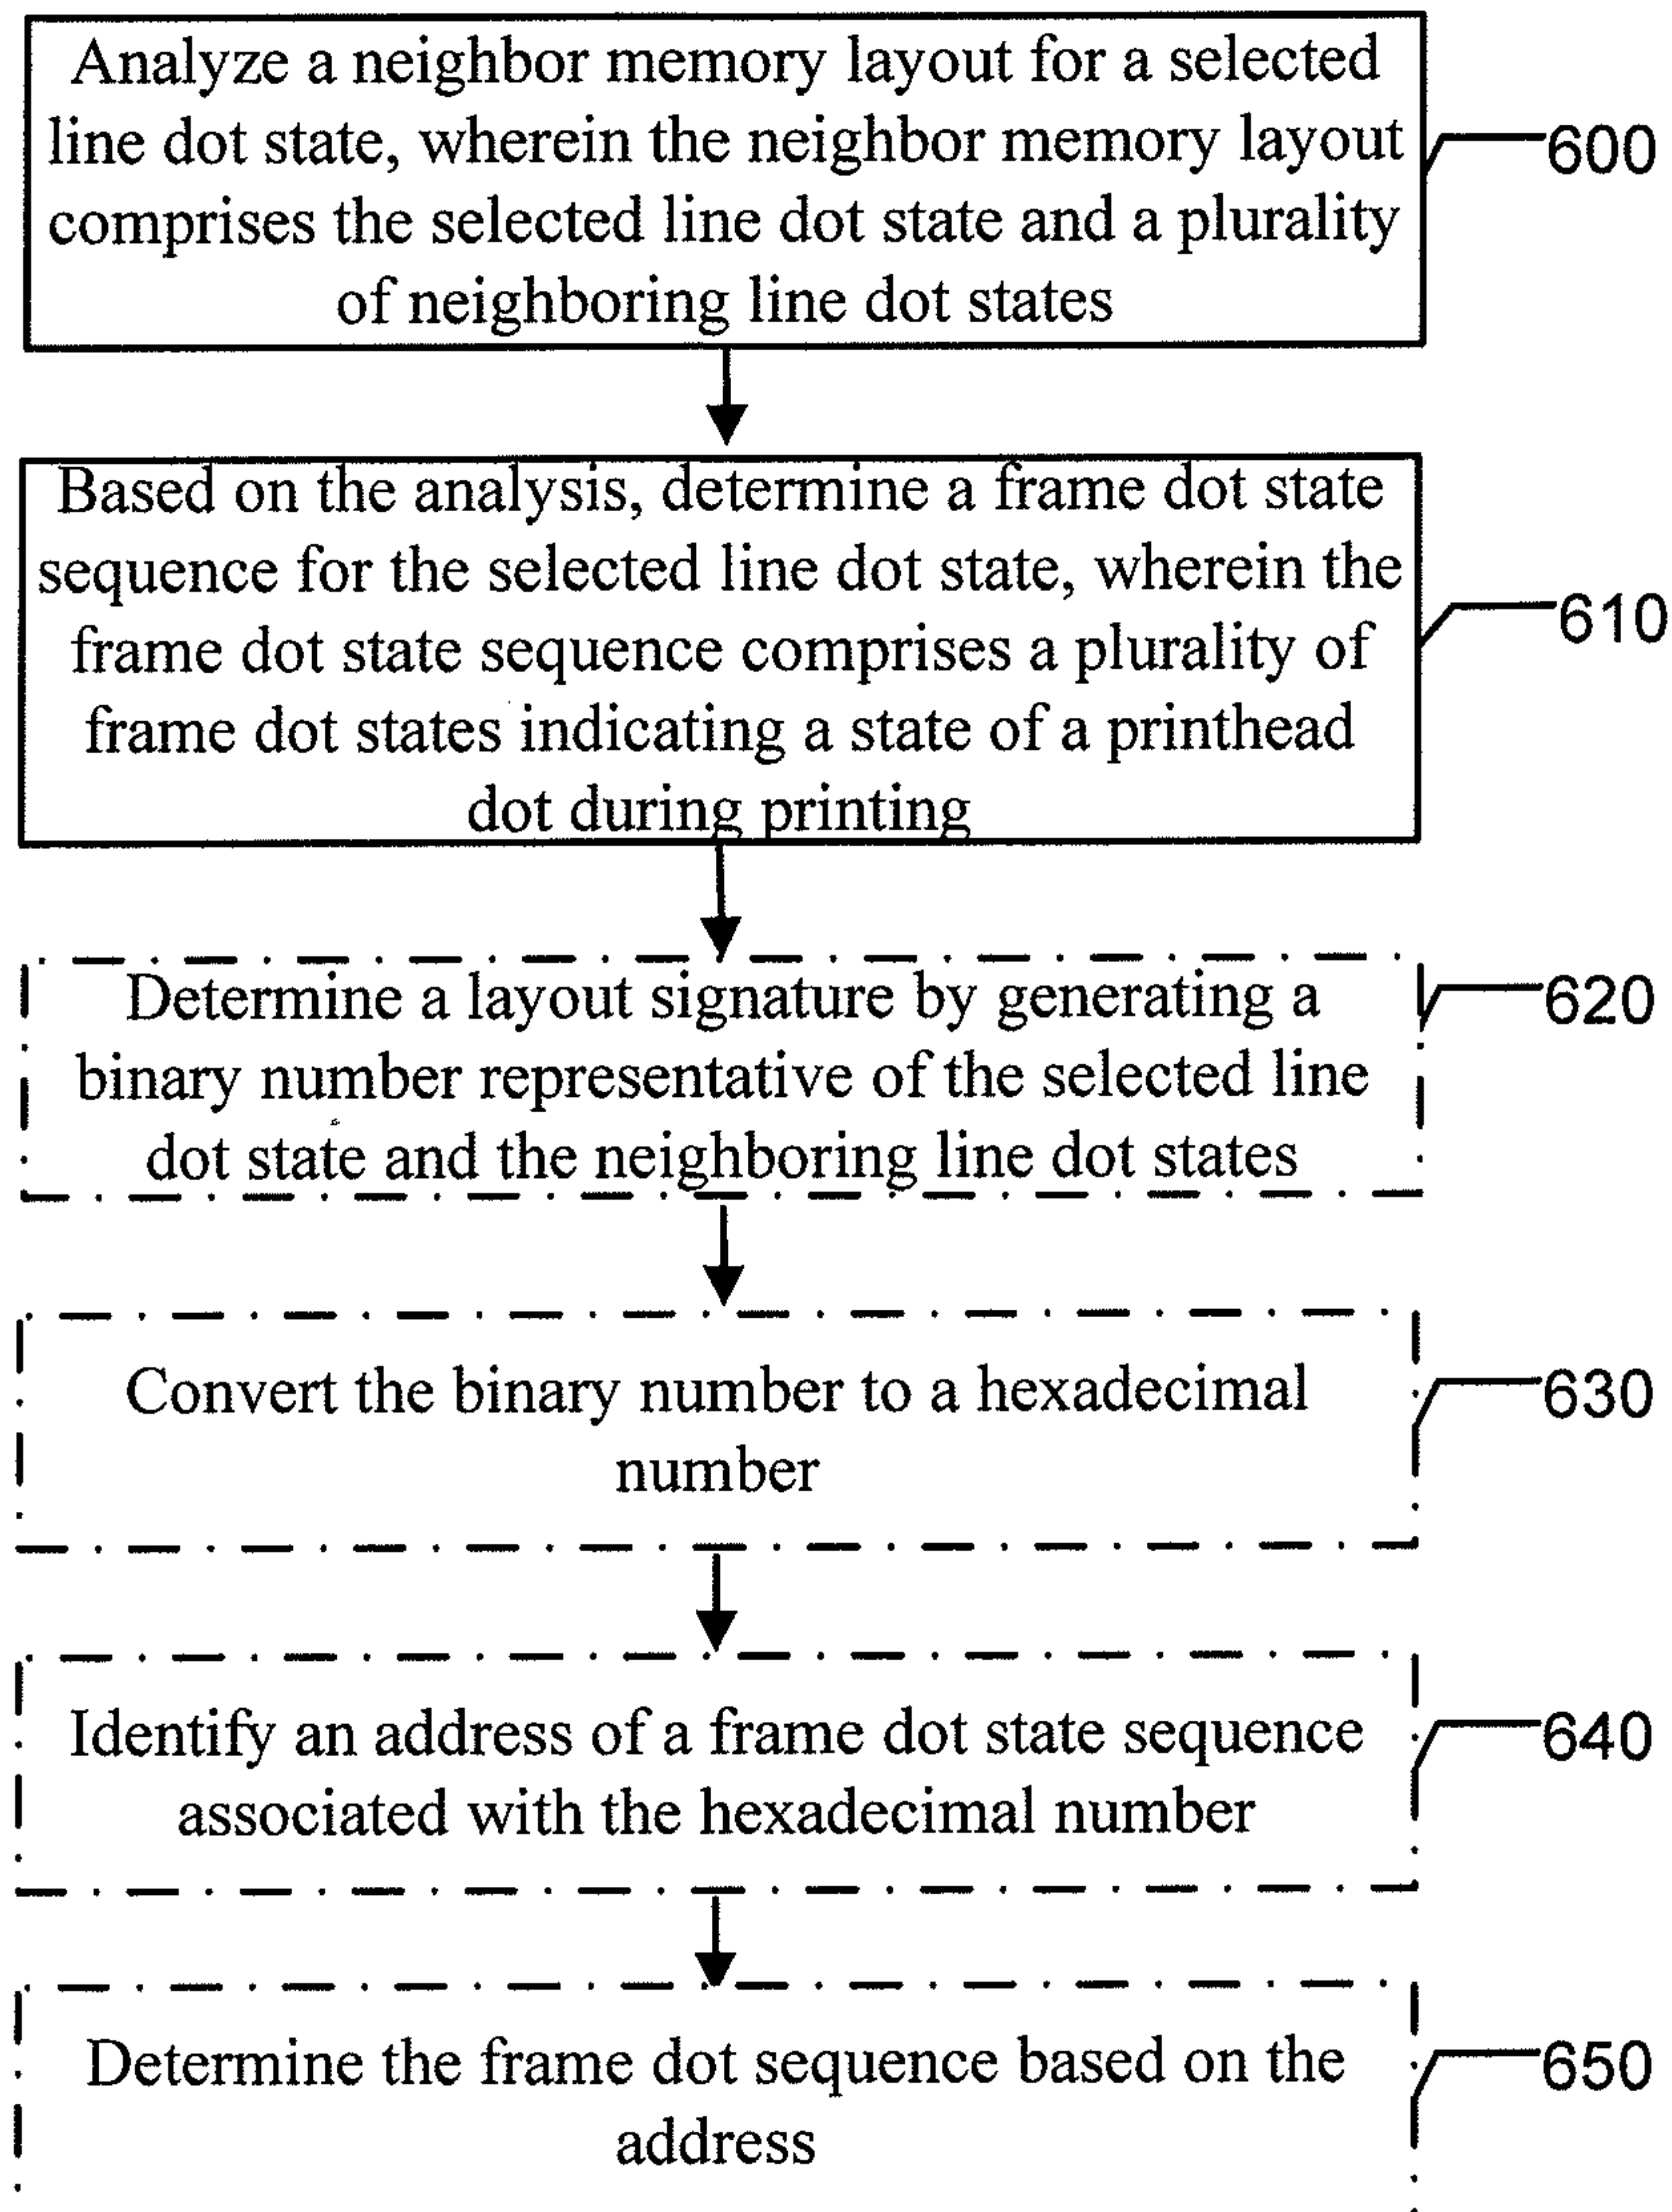 Analyze a neighbor memory layout for a selected
line dot state, wherein the neighbor memory layout
comprises the selected line dot state and a plurality
of neighboring line dot states
600
Based on the analysis, determine a frame dot state
sequence for the selected line dot state, wherein the
frame dot state sequence comprises a plurality of
frame dot states indicating a state of a printhead
dot during printing
610
Determine a layout signature by generating a
binary number representative of the selected line
dot state and the neighboring line dot states
620
Convert the binary number to a hexadecimal
number
630
Identify an address of a frame dot state sequence
associated with the hexadecimal number
640
Determine the frame dot sequence based on the
address
650